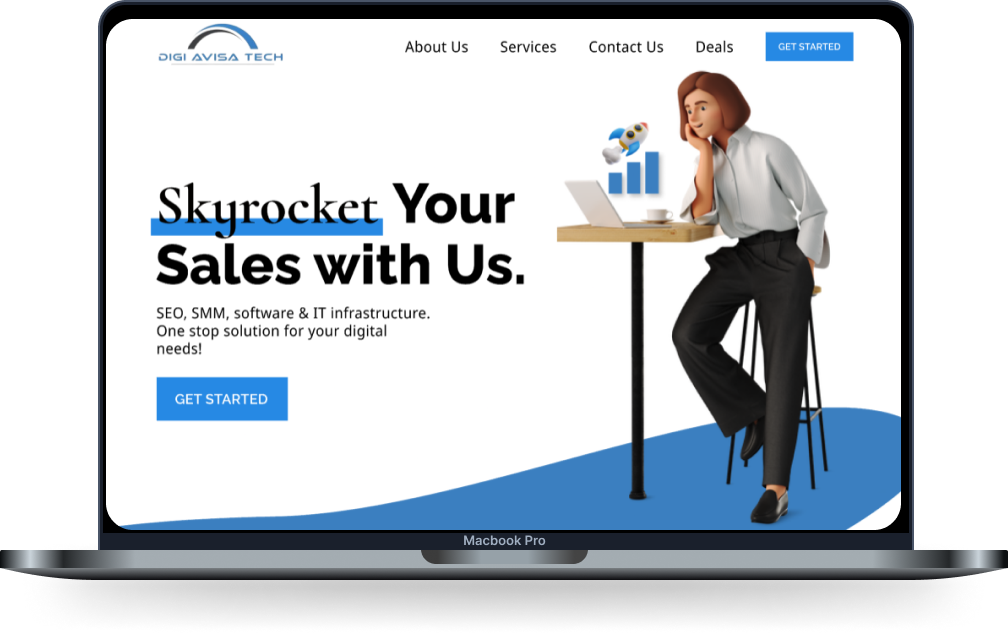 DIGI AVISA TECH
About Us Services Contact Us Deals GET STARTED
Skyrocket Your
Sales with Us.
SEO, SMM, software & IT infrastructure.
One stop solution for your digital
needs!
GET STARTED
Macbook Pro